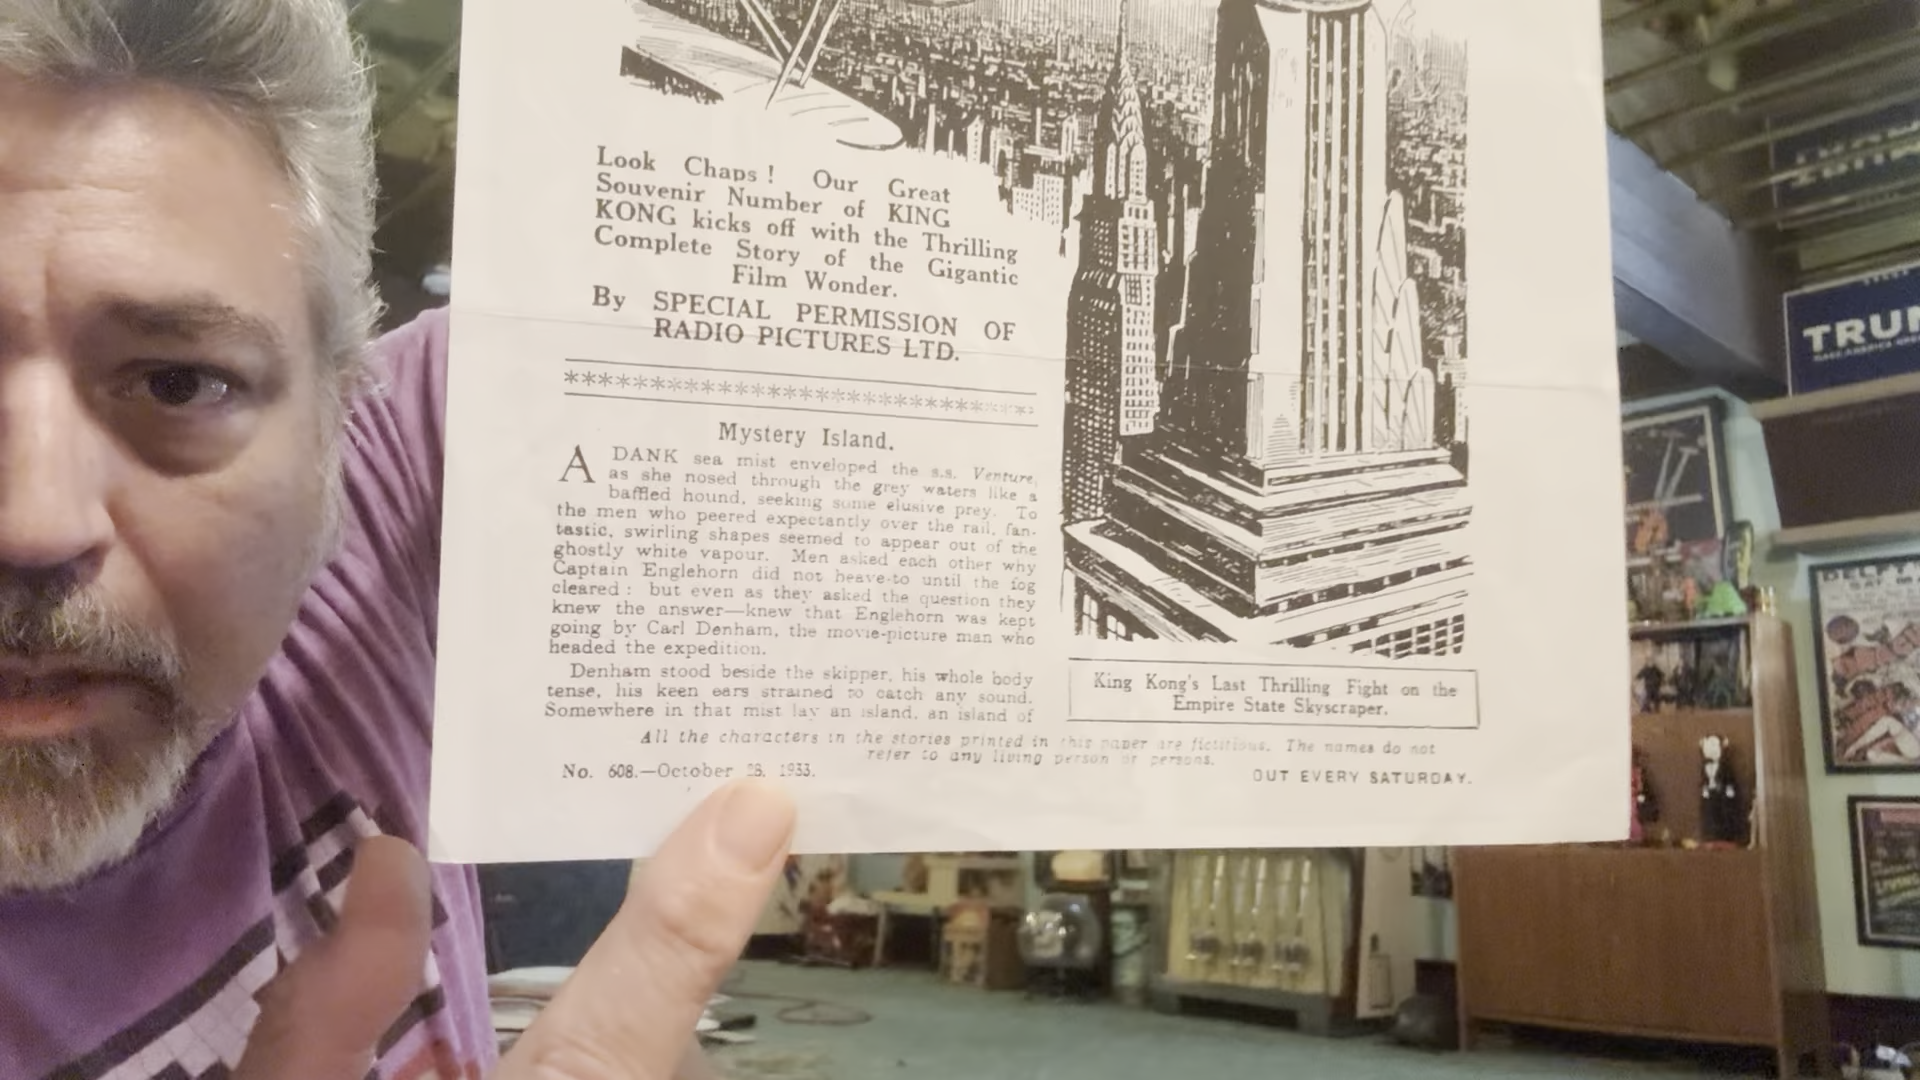 Look Chaps! Our Great
Souvenir Number of KING
KONG kicks off with the Thrilling
Complete Story of the Gigantic
Film Wonder.
By SPECIAL PERMISSION OF
RADIO PICTURES LTD.
Mystery Island.
A DANK sea mist enveloped the s.s. Venture,
as she nosed through the grey waters like a
baffled hound, seeking some elusive prey. To
the men who peered expectantly over the rail, fan-
tastic, swirling shapes seemed to appear out of the
ghostly white vapour. Men asked each other why
Captain Englehorn did not heave-to until the fog
cleared: but even as they asked the question they
knew the answer—knew that Englehorn was kept
going by Carl Denham, the movie-picture man who
headed the expedition.
Denham stood beside the skipper, his whole body
tense, his keen ears strained to catch any sound.
Somewhere in that mist lay an island, an island of
King Kong's Last Thrilling Fight on the
Empire State Skyscraper.
All the characters in the stories printed in this paper are fictitious. The names do not
refer to any living person or persons.
No. 608.—October 28, 1933.
OUT EVERY SATURDAY.
TRU